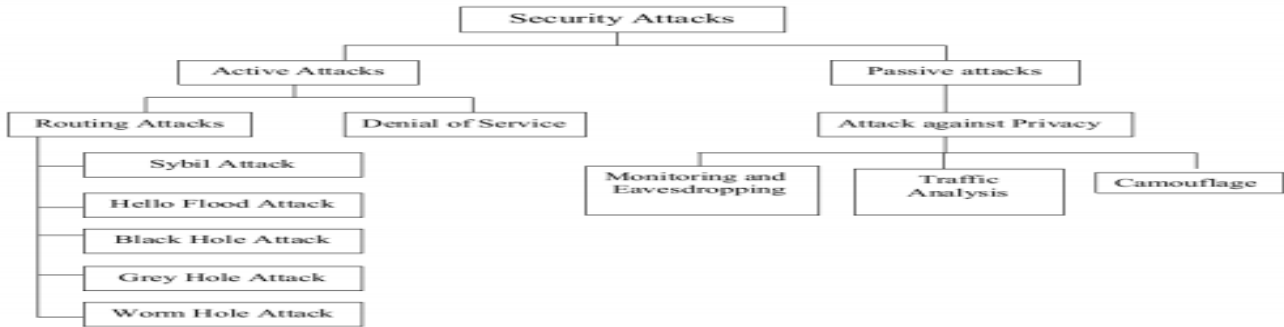 Security Attacks
Active Attacks
Passive attacks
Routing Attacks
Denial of Service
Attack against Privacy
Sybil Attack
Hello Flood Attack
Black Hole Attack
Grey Hole Attack
Worm Hole Attack
Monitoring and
Eavesdropping
Traffic
Analysis
Camouflage